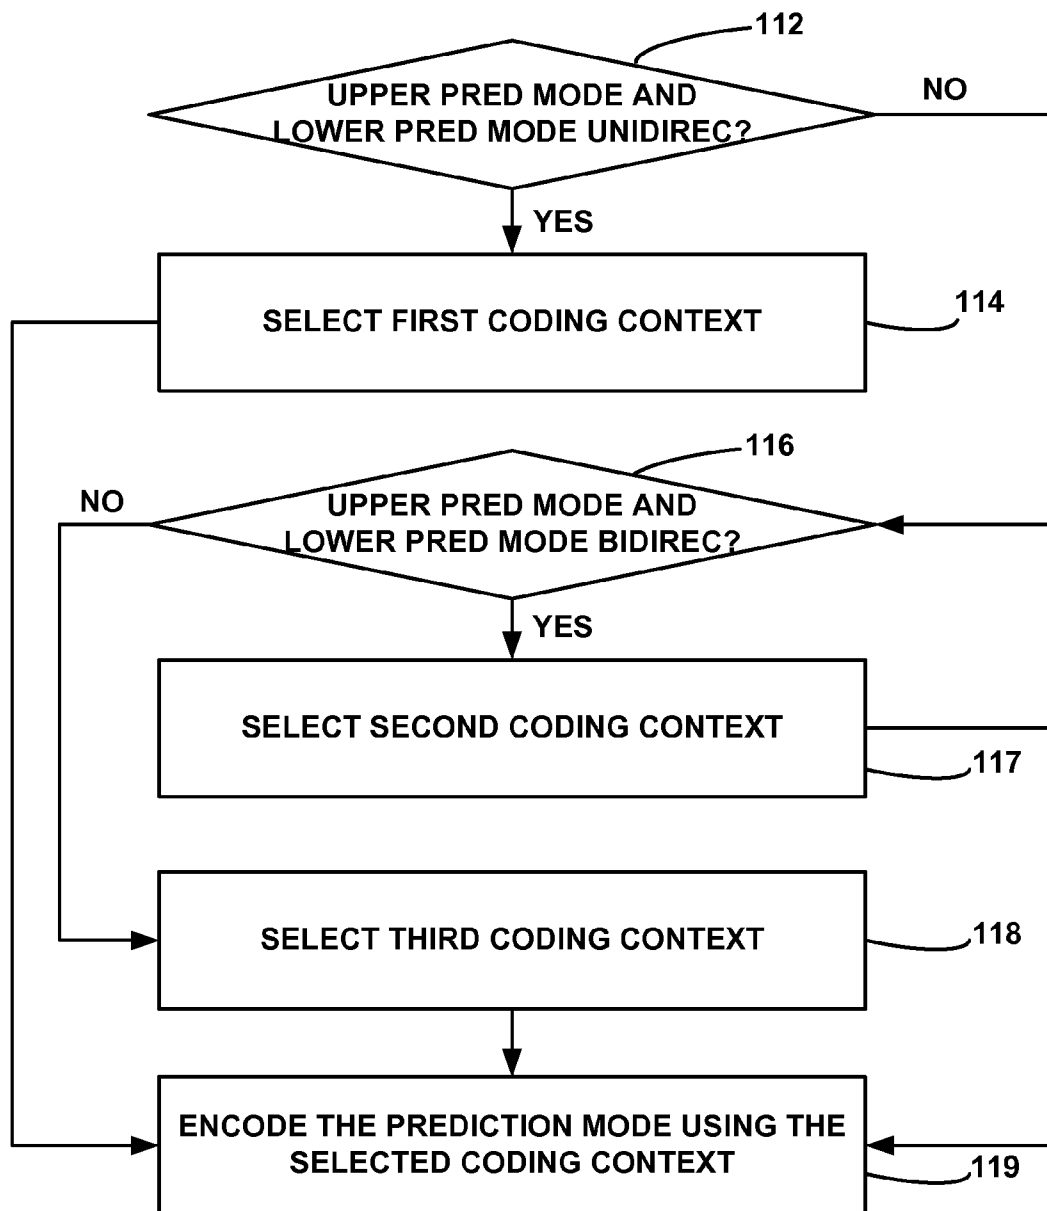 112
UPPER PRED MODE AND
LOWER PRED MODE UNIDIREC?
NO
YES
SELECT FIRST CODING CONTEXT
114
116
NO
UPPER PRED MODE AND
LOWER PRED MODE BIDIREC?
YES
SELECT SECOND CODING CONTEXT
117
SELECT THIRD CODING CONTEXT
118
ENCODE THE PREDICTION MODE USING THE
SELECTED CODING CONTEXT
119